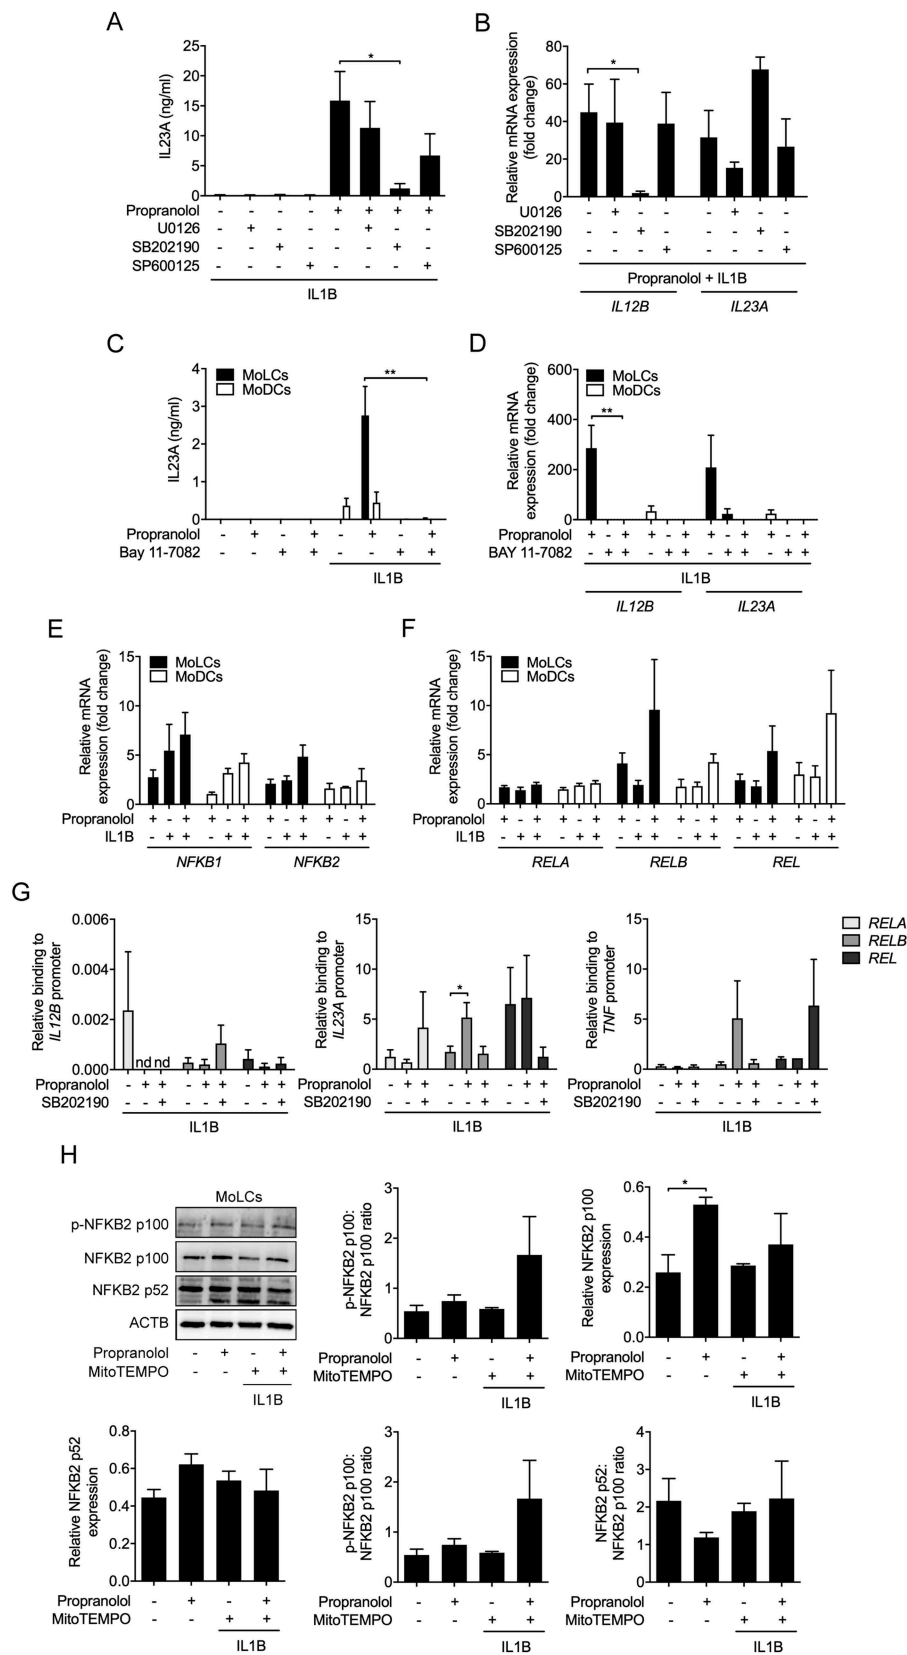 A
IL23A (ng/ml)
25
20
15
10
5
0
*
Propranolol - - - - + + + +
U0126 - + - - - + - -
SB202190 - - + - - - + -
SP600125 - - - + - - - +
IL1B
B
Relative mRNA expression
(fold change)
80
60
40
20
0
*
U0126 - + - - - + - -
SB202190 - - + - - - + -
SP600125 - - - + - - - +
Propranolol + IL1B
IL12B IL23A
C
IL23A (ng/ml)
4
3
2
1
0
MoLCs
MoDCs
**
Propranolol - + - + - + - +
Bay 11-7082 - - + + - - + +
IL1B
D
Relative mRNA
expression (fold change)
600
400
200
0
MoLCs
MoDCs
**
Propranolol + - + + - + + - + + - +
BAY 11-7082 - + + - + + - + + - + +
IL1B
IL12B IL23A
E
Relative mRNA
expression (fold change)
15
10
5
0
MoLCs
MoDCs
Propranolol + - + + - + + - + + - +
IL1B - + + - + + - + + - + +
NFKB1 NFKB2
F
Relative mRNA
expression (fold change)
15
10
5
0
MoLCs
MoDCs
Propranolol + - + + - + + - + + - + + - + + - +
IL1B - + + - + + - + + - + + - + + - + +
RELA RELB REL
G
Relative binding to
IL12B promoter
0.006
0.004
0.002
0.000
nd nd
Propranolol - + + - + + - + +
SB202190 - - + - - + - - +
IL1B
Relative binding to
IL23A promoter
15
10
5
0
*
Propranolol - + + - + + - + +
SB202190 - - + - - + - - +
IL1B
Relative binding to
TNF promoter
15
10
5
0
Propranolol - + + - + + - + +
SB202190 - - + - - + - - +
IL1B
RELA
RELB
REL
H
MoLCs
p-NFKB2 p100
NFKB2 p100
NFKB2 p52
ACTB
Propranolol - + - +
MitoTEMPO - - + +
IL1B
p-NFKB2 p100:
NFKB2 p100 ratio
3
2
1
0
Propranolol - + - +
MitoTEMPO - - + +
IL1B
Relative NFKB2 p100
expression
0.6
0.4
0.2
0.0
*
Propranolol - + - +
MitoTEMPO - - + +
IL1B
Relative NFKB2 p52
expression
0.8
0.6
0.4
0.2
0.0
Propranolol - + - +
MitoTEMPO - - + +
IL1B
p-NFKB2 p100:
NFKB2 p100 ratio
3
2
1
0
Propranolol - + - +
MitoTEMPO - - + +
IL1B
NFKB2 p52:
NFKB2 p100 ratio
4
3
2
1
0
Propranolol - + - +
MitoTEMPO - - + +
IL1B